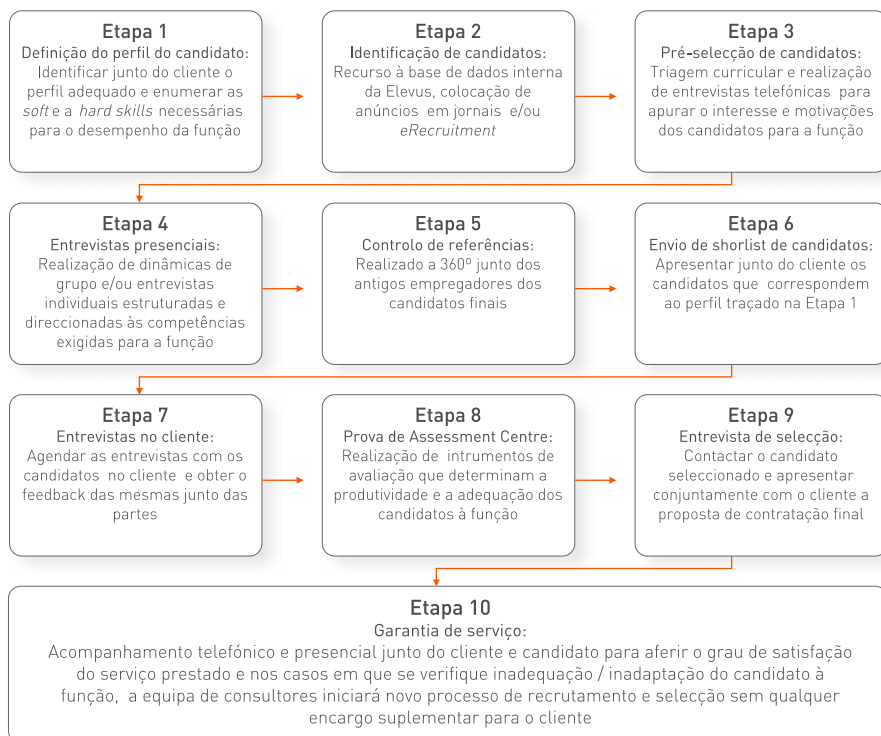 Etapa 1
Definição do perfil do candidato:
Identificar junto do cliente o
perfil adequado e enumerar as
soft e a hard skills necessárias
para o desempenho da função
Etapa 2
Identificação de candidatos:
Recurso à base de dados interna
da Elevus, colocação de
anúncios em jornais e/ou
eRecruitment
Etapa 3
Pré-selecção de candidatos:
Triagem curricular e realização
de entrevistas telefónicas para
apurar o interesse e motivações
dos candidatos para a função
Etapa 4
Entrevistas presenciais:
Realização de dinâmicas de
grupo e/ou entrevistas
individuais estruturadas e
direccionadas às competências
exigidas para a função
Etapa 5
Controlo de referências:
Realizado a 360º junto dos
antigos empregadores dos
candidatos finais
Etapa 6
Envio de shorlist de candidatos:
Apresentar junto do cliente os
candidatos que correspondem
ao perfil traçado na Etapa 1
Etapa 7
Entrevistas no cliente:
Agendar as entrevistas com os
candidatos no cliente e obter o
feedback das mesmas junto das
partes
Etapa 8
Prova de Assessment Centre:
Realização de intrumentos de
avaliação que determinam a
produtividade e a adequação dos
candidatos à função
Etapa 9
Entrevista de selecção:
Contactar o candidato
seleccionado e apresentar
conjuntamente com o cliente a
proposta de contratação final
Etapa 10
Garantia de serviço:
Acompanhamento telefónico e presencial junto do cliente e candidato para aferir o grau de satisfação
do serviço prestado e nos casos em que se verifique inadequação / inadaptação do candidato à
função, a equipa de consultores iniciará novo processo de recrutamento e selecção sem qualquer
encargo suplementar para o cliente